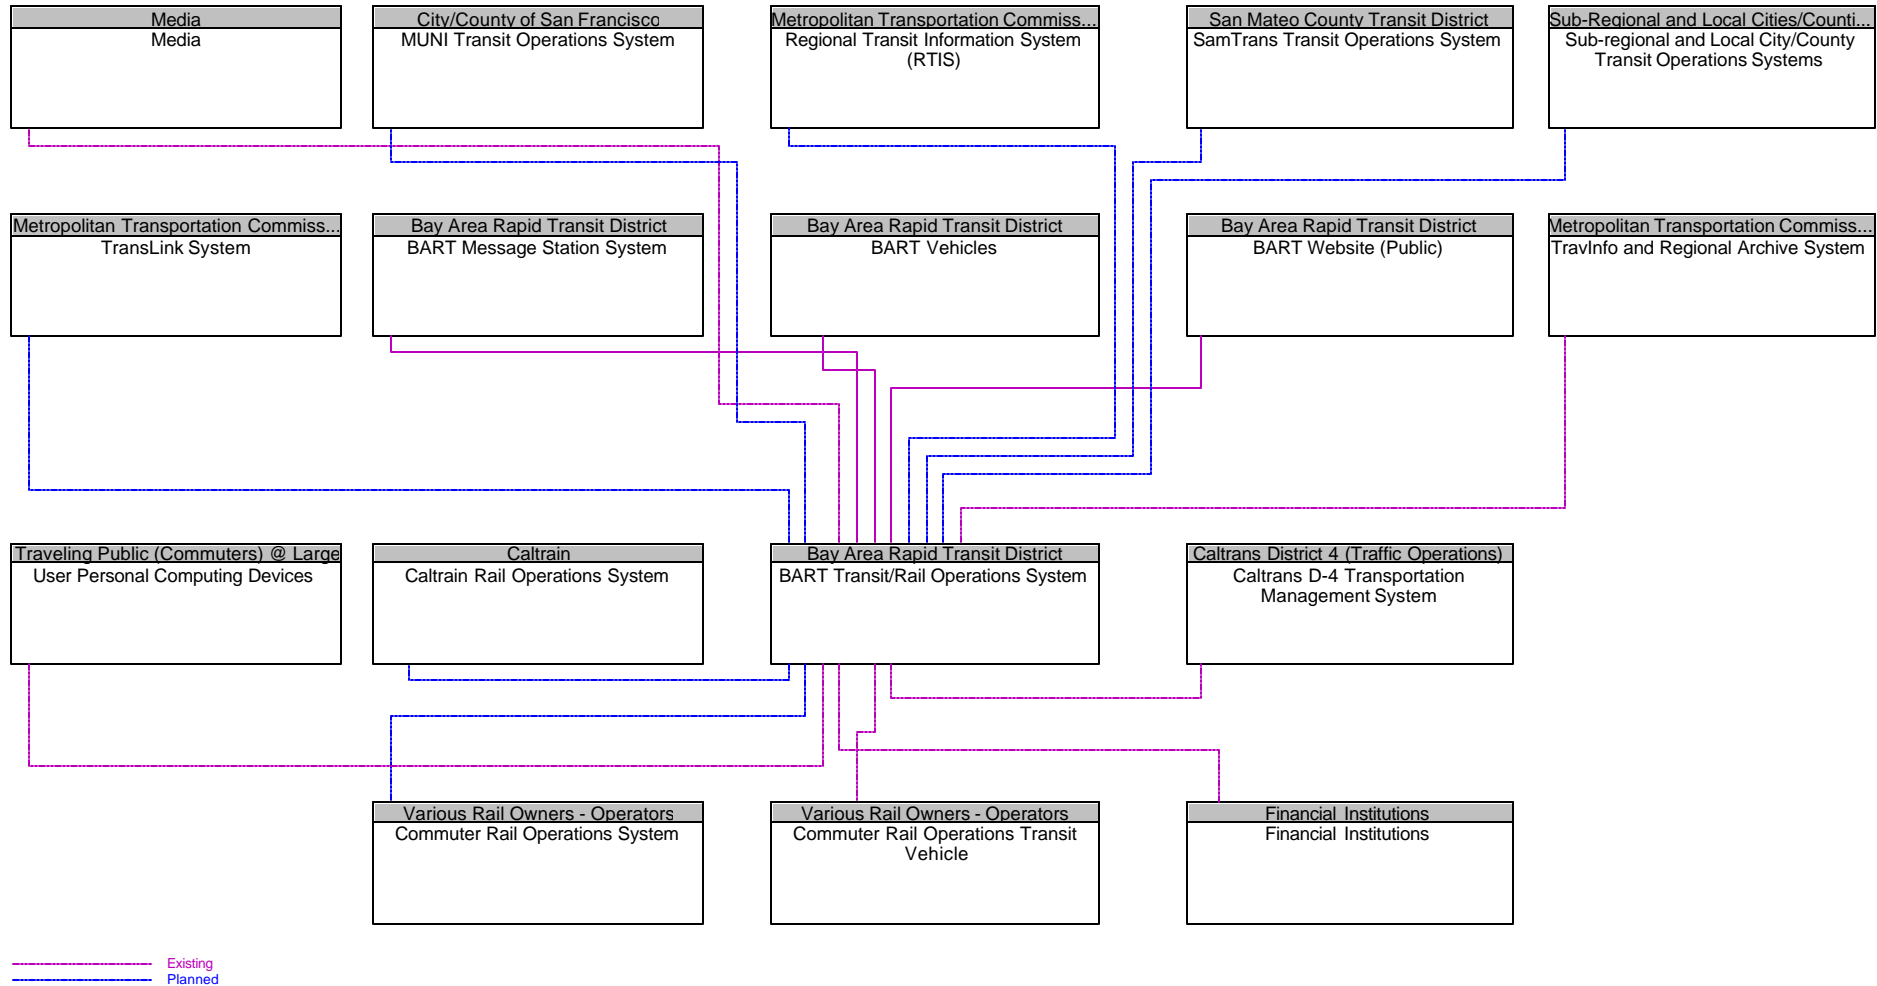 Media
Media
City/County of San Francisco
MUNI Transit Operations System
Metropolitan Transportation Commiss...
Regional Transit Information System
(RTIS)
San Mateo County Transit District
SamTrans Transit Operations System
Sub-Regional and Local Cities/Counti...
Sub-regional and Local City/County
Transit Operations Systems
Metropolitan Transportation Commiss...
TransLink System
Bay Area Rapid Transit District
BART Message Station System
Bay Area Rapid Transit District
BART Vehicles
Bay Area Rapid Transit District
BART Website (Public)
Metropolitan Transportation Commiss...
TravInfo and Regional Archive System
Traveling Public (Commuters) @ Large
User Personal Computing Devices
Caltrain
Caltrain Rail Operations System
Bay Area Rapid Transit District
BART Transit/Rail Operations System
Caltrans District 4 (Traffic Operations)
Caltrans D-4 Transportation
Management System
Various Rail Owners - Operators
Commuter Rail Operations System
Various Rail Owners - Operators
Commuter Rail Operations Transit
Vehicle
Financial Institutions
Financial Institutions
Existing
Planned